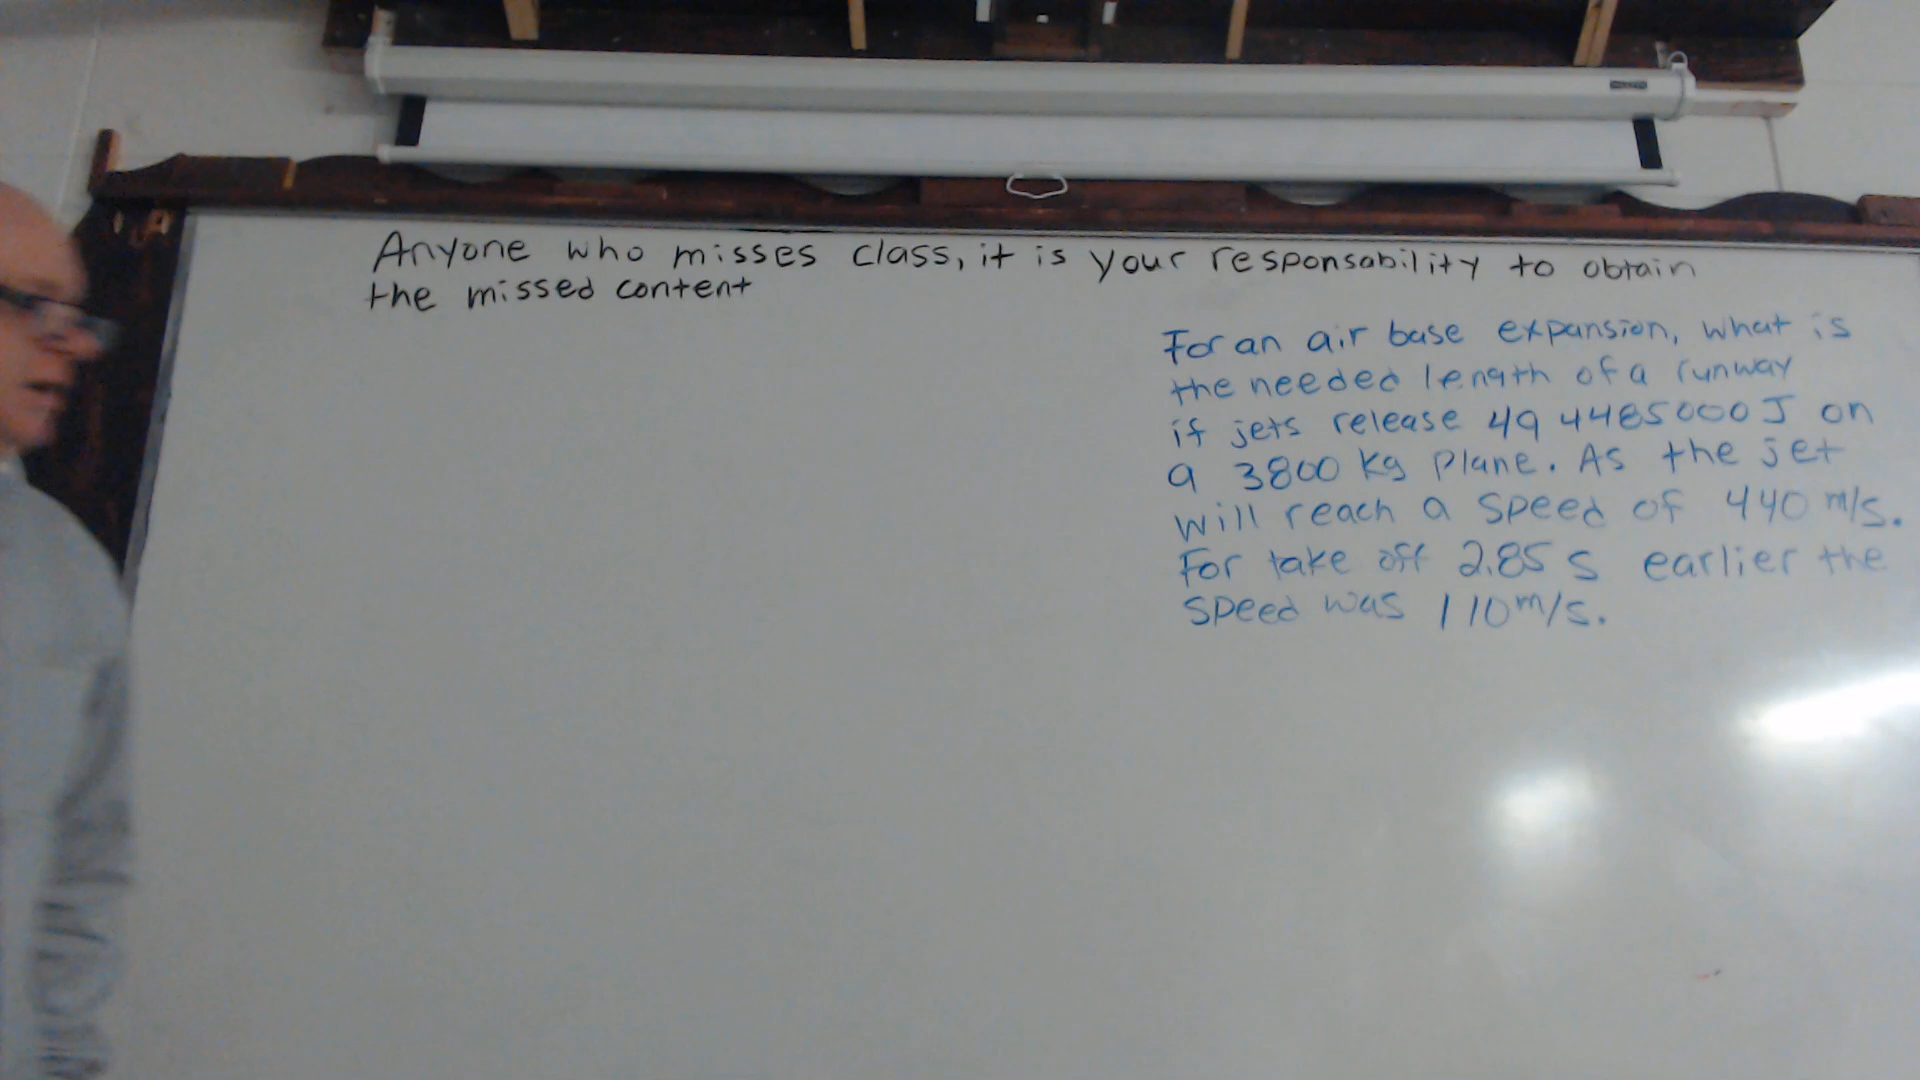 Anyone who misses class, it is your responsability to obtain
the missed content
For an air base expansion, what is
the needed length of a runway
if jets release 49 4485000 J on
a 3800 kg plane. As the jet
will reach a speed of 440 m/s.
For take off 2.85 s earlier the
speed was 110 m/s.